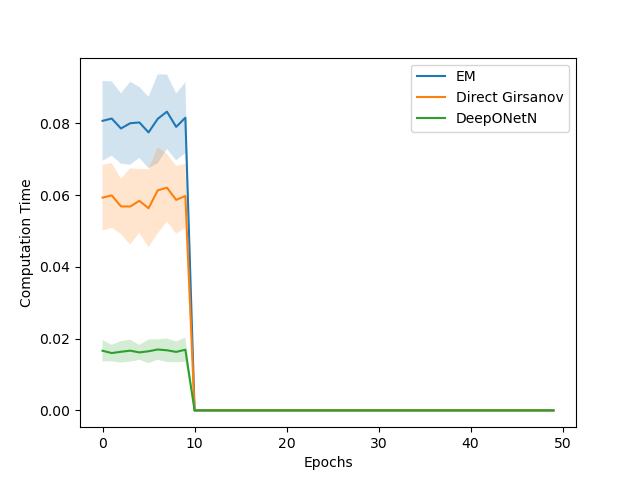 EM
Direct Girsanov
DeepONetN
Computation Time
0.08
0.06
0.04
0.02
0.00
0 10 20 30 40 50
Epochs